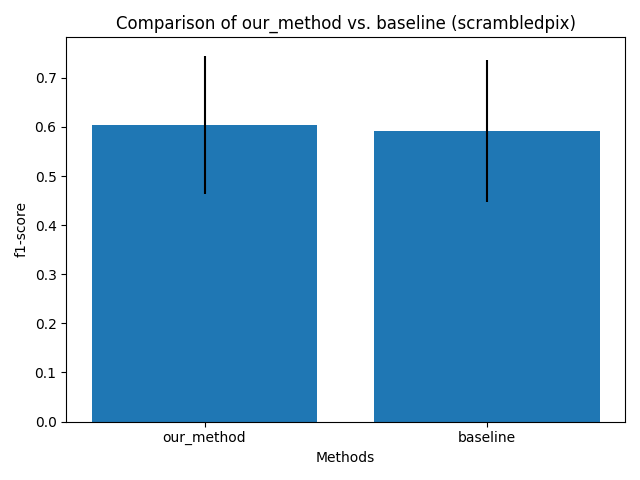 Comparison of our_method vs. baseline (scrambledpix)
f1-score
0.7
0.6
0.5
0.4
0.3
0.2
0.1
0.0
our_method baseline
Methods